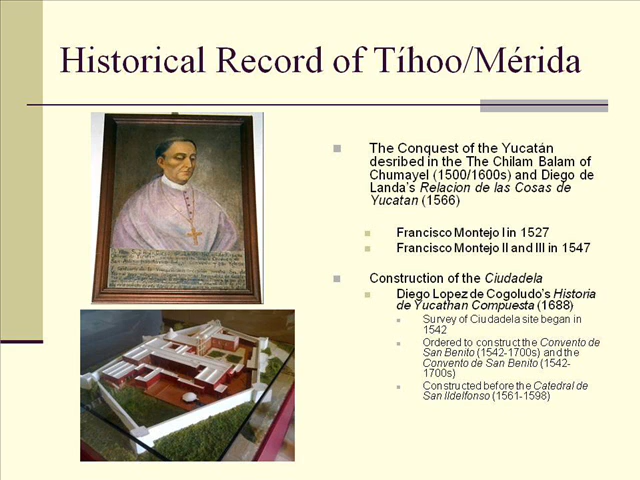 Historical Record of Tíhoo/Mérida
The Conquest of the Yucatán
desribed in the The Chilam Balam of
Chumayel (1500/1600s) and Diego de
Landa's Relacion de las Cosas de
Yucatan (1566)
Francisco Montejo I in 1527
Francisco Montejo II and III in 1547
Construction of the Ciudadela
Diego Lopez de Cogoludo's Historia
de Yucathan Compuesta (1688)
Survey of Ciudadela site began in
1542
Ordered to construct the Convento de
San Benito (1542-1700s) and the
Convento de San Benito (1542-
1700s)
Constructed before the Catedral de
San Ildelfonso (1561-1598)